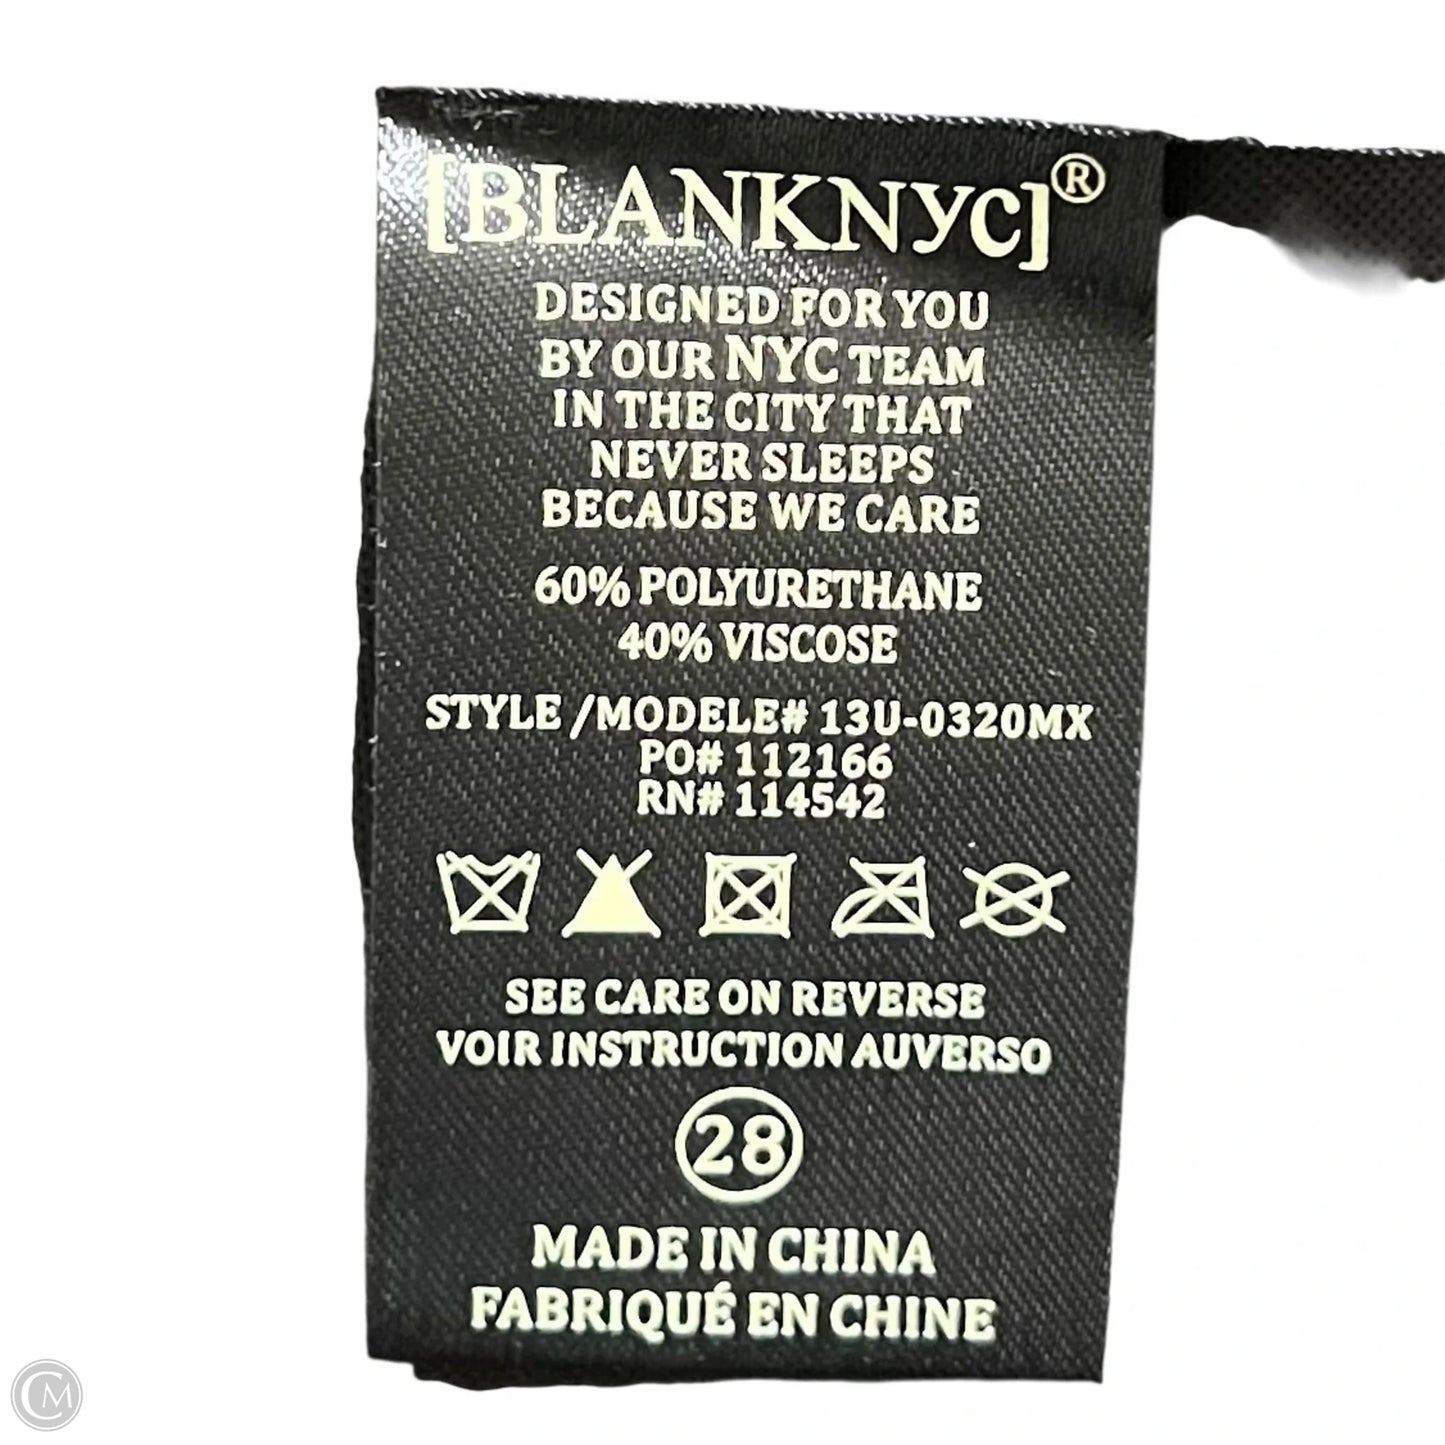 [BLANKNYC]®
DESIGNED FOR YOU
BY OUR NYC TEAM
IN THE CITY THAT
NEVER SLEEPS
BECAUSE WE CARE
60% POLYURETHANE
40% VISCOSE
STYLE /MODELE# 13U-0320MX
PO# 112166
RN# 114542
SEE CARE ON REVERSE
VOIR INSTRUCTION AUVERSO
28
MADE IN CHINA
FABRIQUÉ EN CHINE
CM